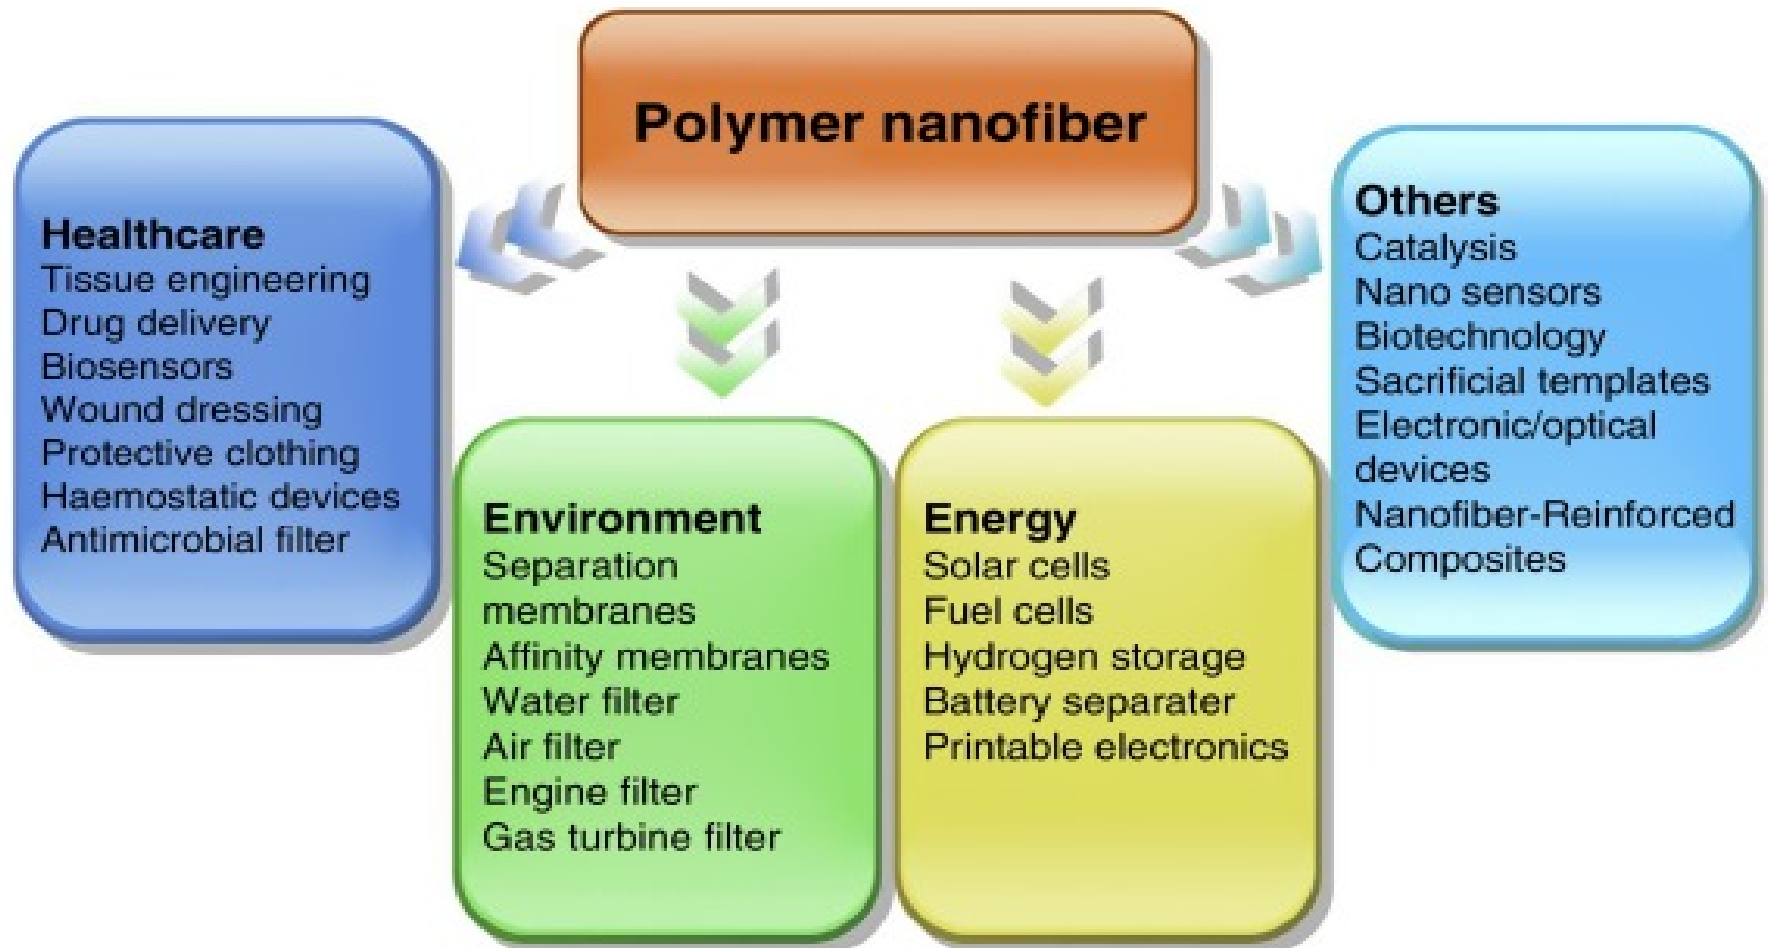 Polymer nanofiber
Healthcare
Tissue engineering
Drug delivery
Biosensors
Wound dressing
Protective clothing
Haemostatic devices
Antimicrobial filter
Environment
Separation
membranes
Affinity membranes
Water filter
Air filter
Engine filter
Gas turbine filter
Energy
Solar cells
Fuel cells
Hydrogen storage
Battery separater
Printable electronics
Others
Catalysis
Nano sensors
Biotechnology
Sacrificial templates
Electronic/optical
devices
Nanofiber-Reinforced
Composites